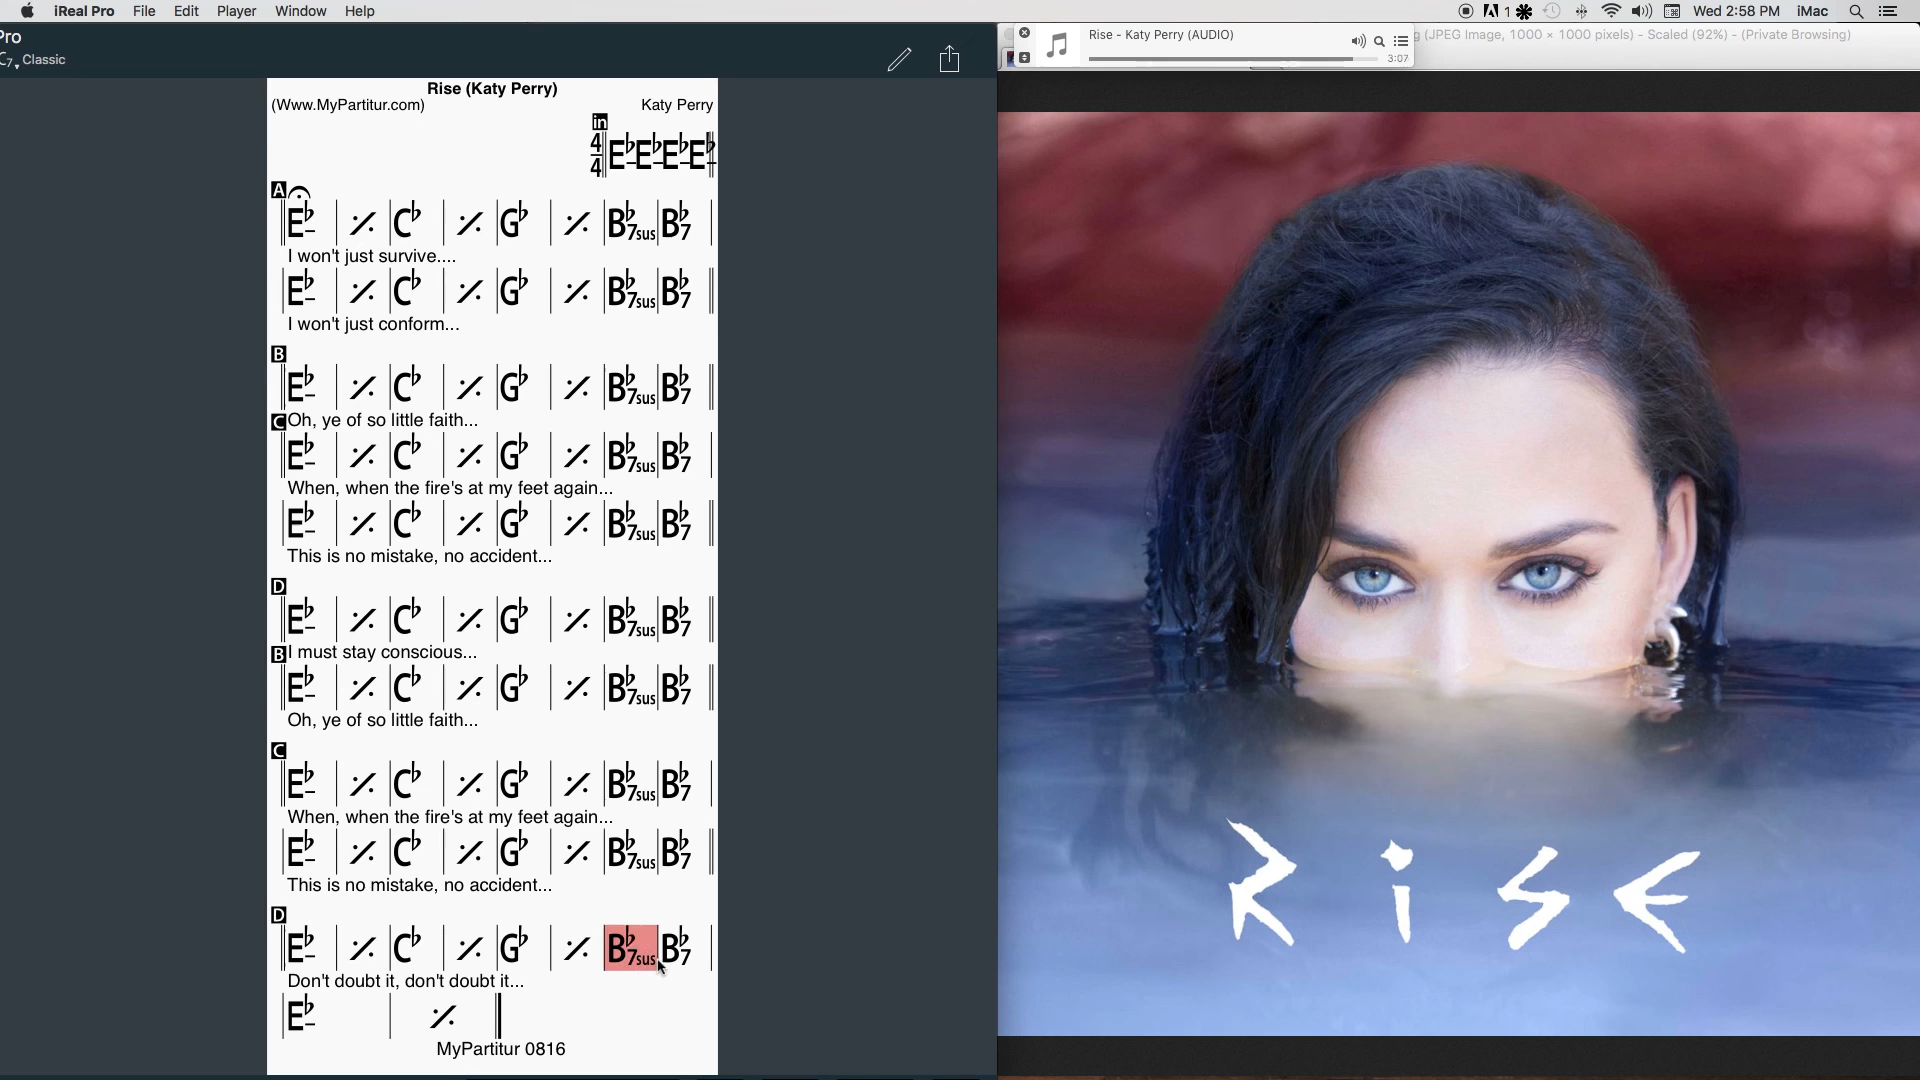 iReal Pro File Edit Player Window Help 1 Wed 2:58 PM iMac
Pro
C7 Classic
Rise - Katy Perry (AUDIO)
3:07
g (JPEG Image, 1000 × 1000 pixels) - Scaled (92%) - (Private Browsing)
Rise (Katy Perry)
(Www.MyPartitur.com) Katy Perry
in
4/4 E♭– E♭– E♭– E♭–
A
E♭– 𝄎 C♭ 𝄎 G♭ 𝄎 B♭7sus B♭7
I won't just survive....
E♭– 𝄎 C♭ 𝄎 G♭ 𝄎 B♭7sus B♭7
I won't just conform...
B
E♭– 𝄎 C♭ 𝄎 G♭ 𝄎 B♭7sus B♭7
Oh, ye of so little faith...
C
E♭– 𝄎 C♭ 𝄎 G♭ 𝄎 B♭7sus B♭7
When, when the fire's at my feet again...
E♭– 𝄎 C♭ 𝄎 G♭ 𝄎 B♭7sus B♭7
This is no mistake, no accident...
D
E♭– 𝄎 C♭ 𝄎 G♭ 𝄎 B♭7sus B♭7
I must stay conscious...
B
E♭– 𝄎 C♭ 𝄎 G♭ 𝄎 B♭7sus B♭7
Oh, ye of so little faith...
C
E♭– 𝄎 C♭ 𝄎 G♭ 𝄎 B♭7sus B♭7
When, when the fire's at my feet again...
E♭– 𝄎 C♭ 𝄎 G♭ 𝄎 B♭7sus B♭7
This is no mistake, no accident...
D
E♭– 𝄎 C♭ 𝄎 G♭ 𝄎 B♭7sus B♭7
Don't doubt it, don't doubt it...
E♭– 𝄎
MyPartitur 0816
RiSE